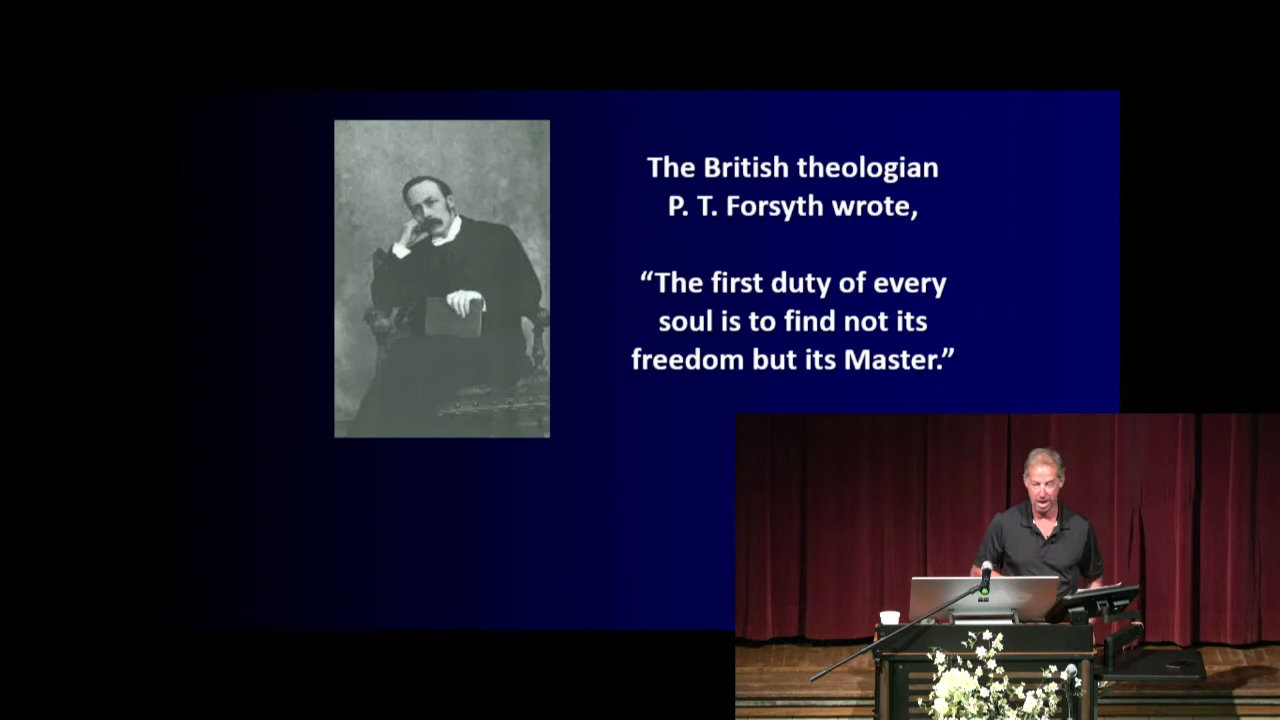 The British theologian
P. T. Forsyth wrote,
“The first duty of every
soul is to find not its
freedom but its Master.”